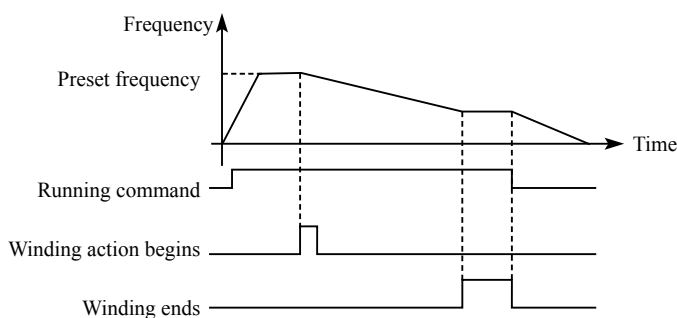 Frequency
Preset frequency
Time
Running command
Winding action begins
Winding ends